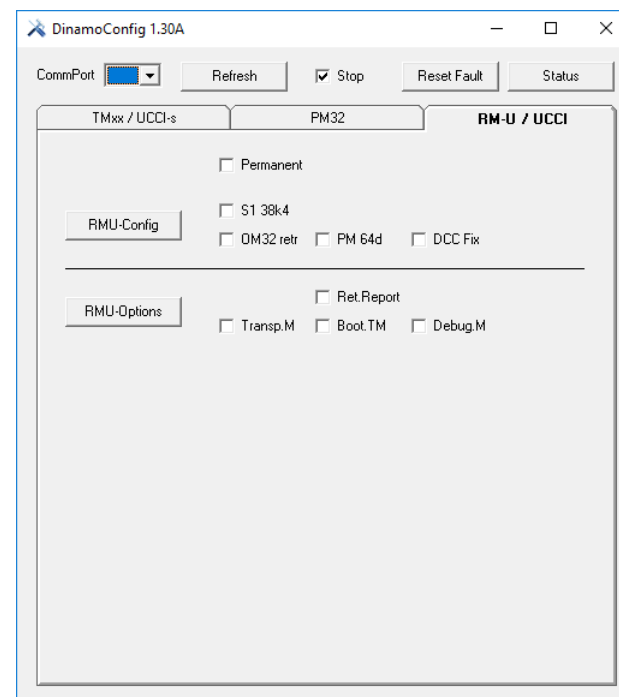 DinamoConfig 1.30A
CommPort Refresh Stop Reset Fault Status
TMxx / UCCI-s PM32 RM-U / UCCI
Permanent
S1 38k4
RMU-Config
OM32 retr PM 64d DCC Fix
Ret.Report
RMU-Options
Transp.M Boot.TM Debug.M